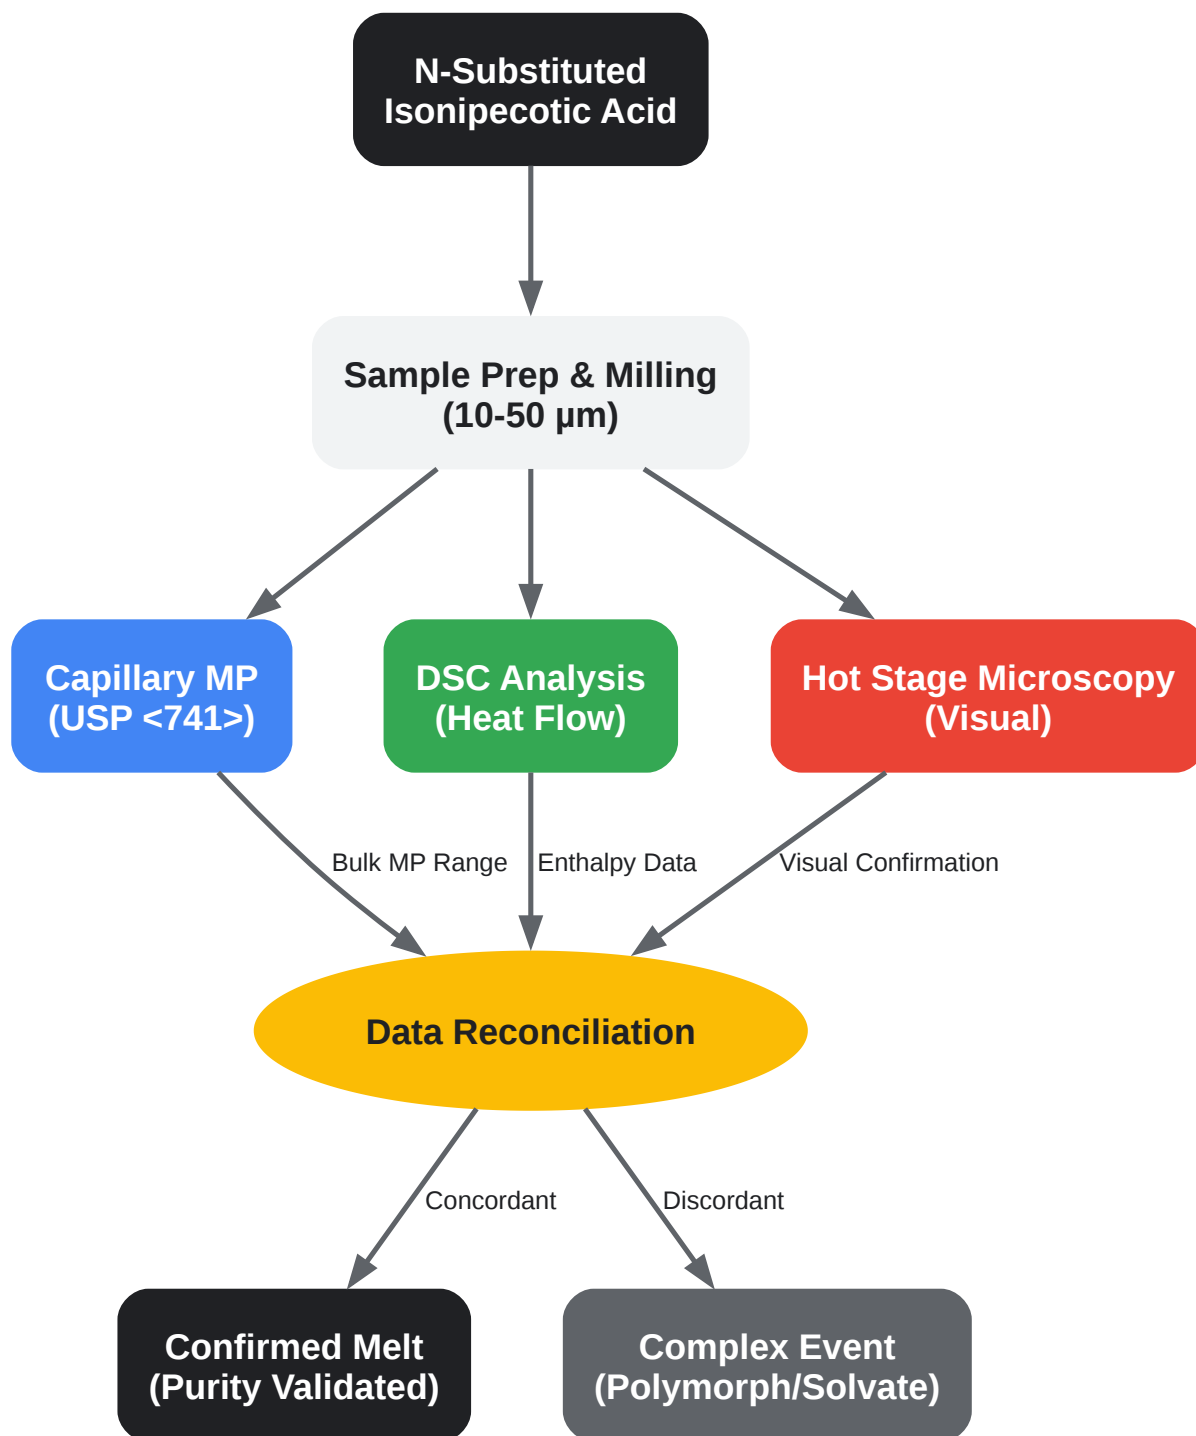 N-Substituted
Isonipecotic Acid
Sample Prep & Milling
(10-50 µm)
Capillary MP
(USP <741>)
DSC Analysis
(Heat Flow)
Hot Stage Microscopy
(Visual)
Bulk MP Range
Enthalpy Data
Visual Confirmation
Data Reconciliation
Concordant
Discordant
Confirmed Melt
(Purity Validated)
Complex Event
(Polymorph/Solvate)